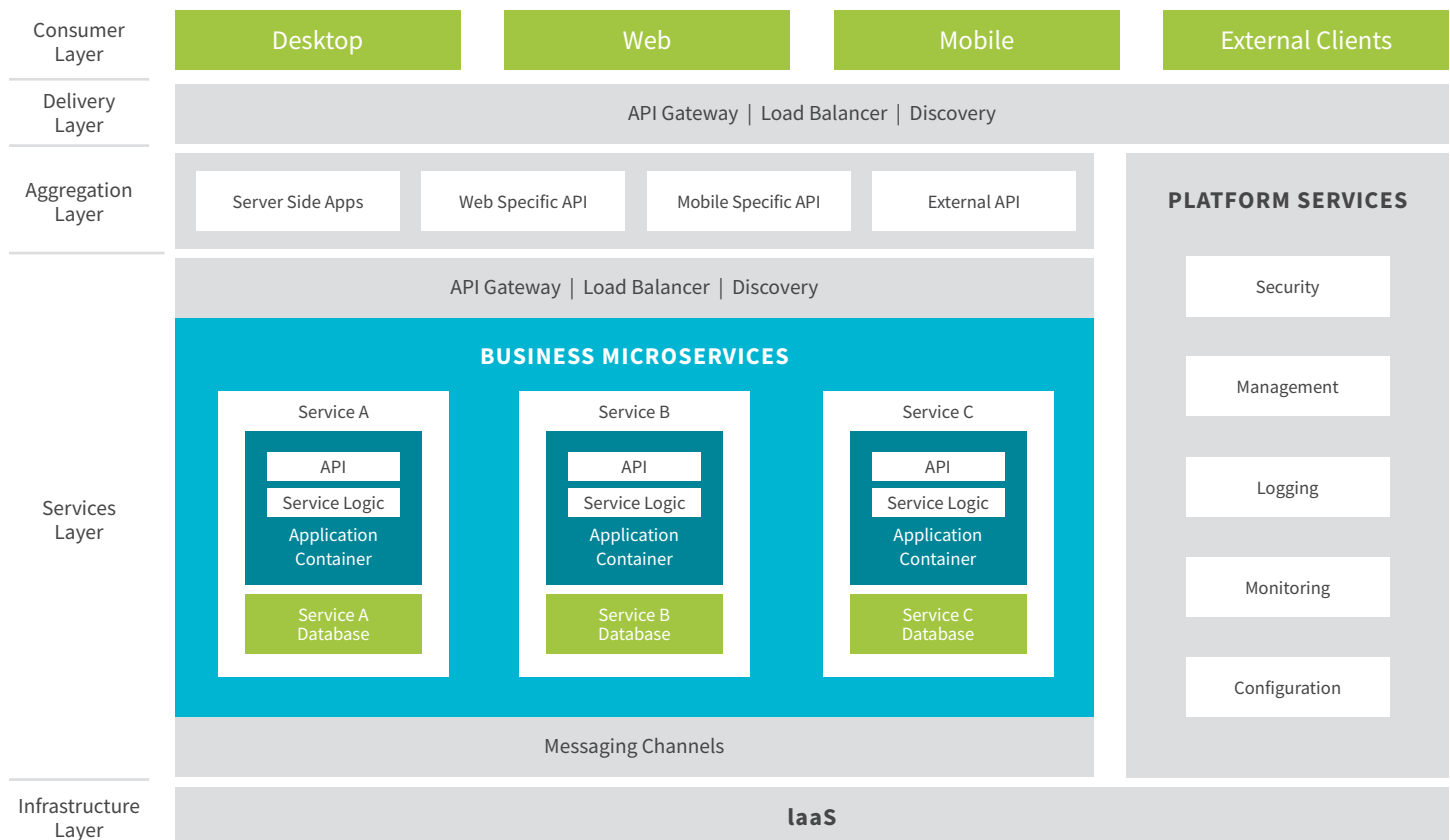 Consumer
Layer
Desktop
Web
Mobile
External Clients
Delivery
Layer
API Gateway | Load Balancer | Discovery
Aggregation
Layer
Server Side Apps
Web Specific API
Mobile Specific API
External API
PLATFORM SERVICES
Security
Management
Logging
Monitoring
Configuration
Services
Layer
API Gateway | Load Balancer | Discovery
BUSINESS MICROSERVICES
Service A
API
Service Logic
Application
Container
Service A
Database
Service B
API
Service Logic
Application
Container
Service B
Database
Service C
API
Service Logic
Application
Container
Service C
Database
Messaging Channels
Infrastructure
Layer
IaaS